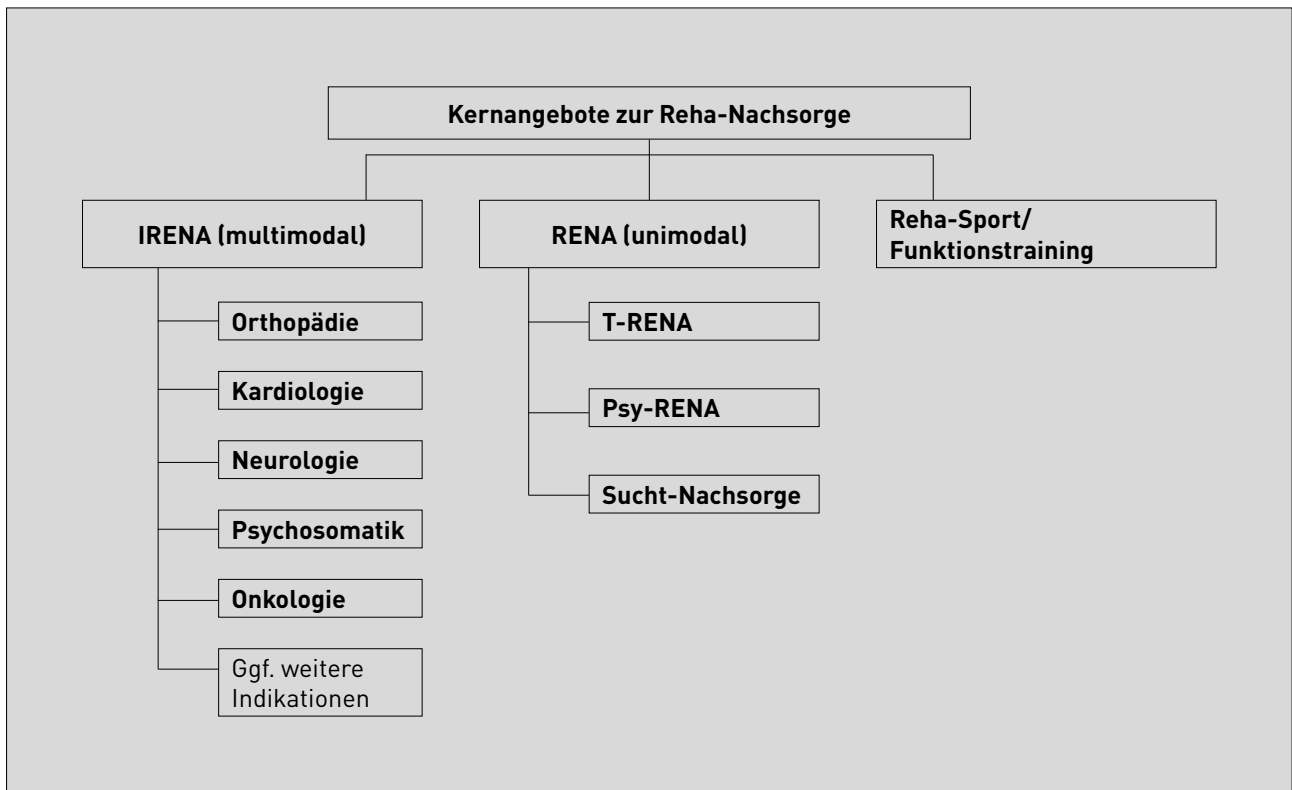 Kernangebote zur Reha-Nachsorge
IRENA (multimodal)
Orthopädie
Kardiologie
Neurologie
Psychosomatik
Onkologie
Ggf. weitere
Indikationen
RENA (unimodal)
T-RENA
Psy-RENA
Sucht-Nachsorge
Reha-Sport/
Funktionstraining